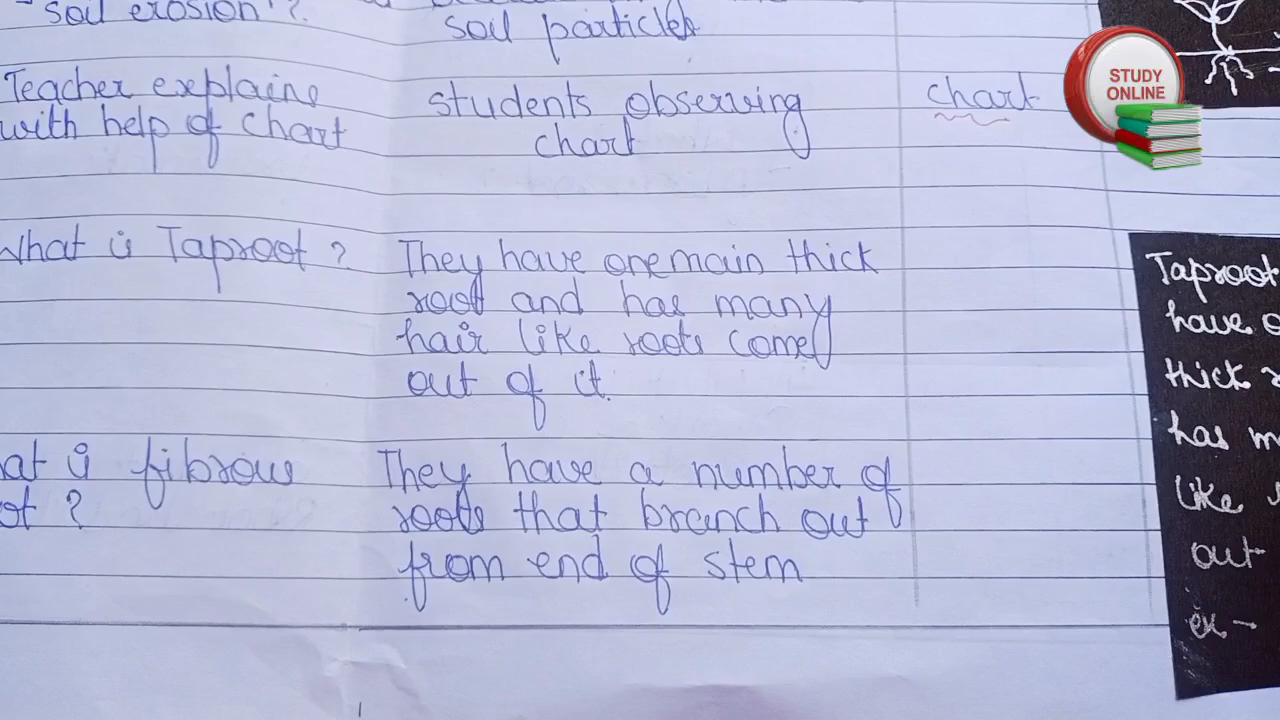 soil erosion'?
soil particles
Teacher explains
with help of chart
students observing
chart
chart
STUDY
ONLINE
What is Taproot?
They have one main thick
root and has many
hair like roots comes
out of it.
at is fibrous
ot?
They have a number of
roots that branch out
from end of stem
Taproot
have o
thick r
has m
like
out
ex-